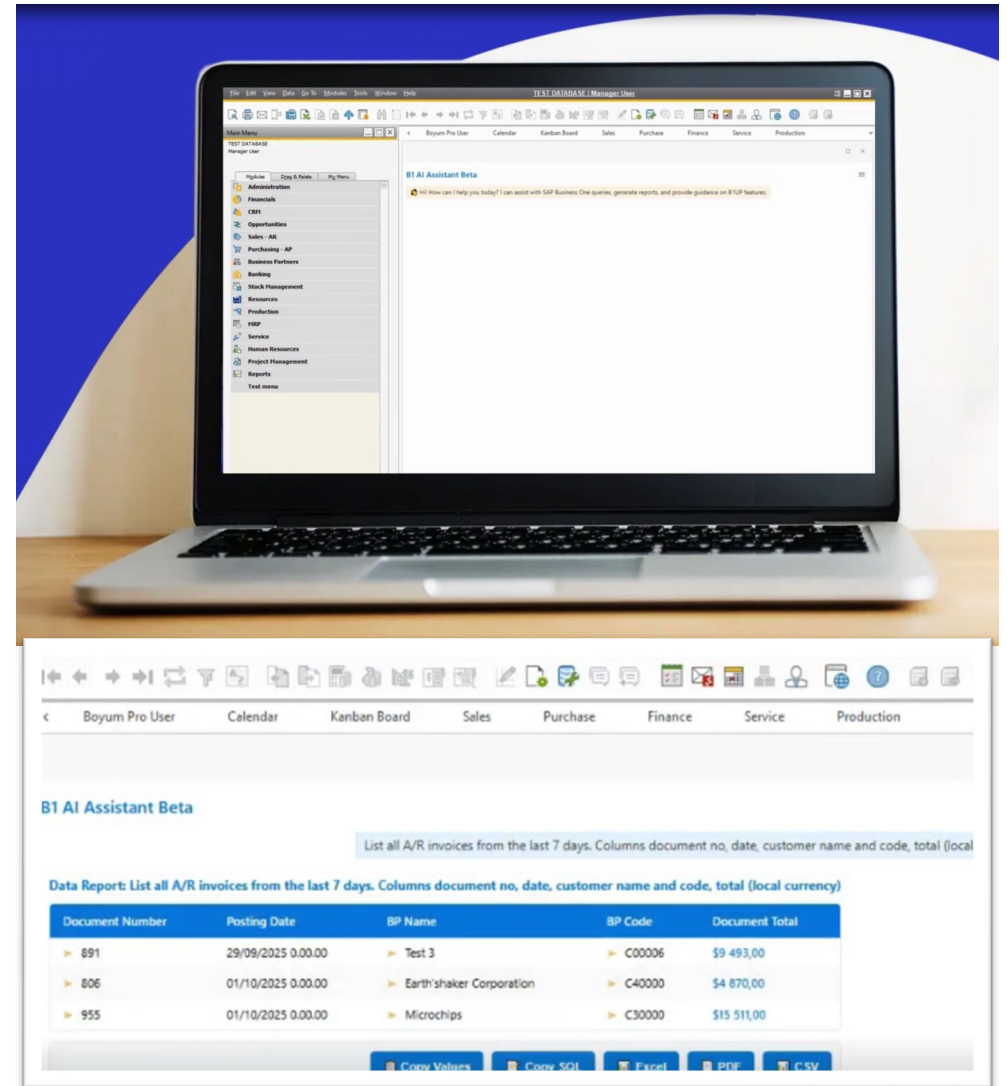 File Edit View Data Go To Modules Tools Window Help
TEST DATABASE | Manager User
Main Menu
Boyum Pro User Calendar Kanban Board Sales Purchase Finance Service Production
TEST DATABASE
Manager User
Modules Drag & Relate My Menu
B1 AI Assistant Beta
Hi! How can I help you today? I can assist with SAP Business One queries, generate reports, and provide guidance on B1UP features.
Administration
Financials
CRM
Opportunities
Sales - AR
Purchasing - AP
Business Partners
Banking
Stock Management
Resources
Production
MRP
Service
Human Resources
Project Management
Reports
Test menu
Boyum Pro User Calendar Kanban Board Sales Purchase Finance Service Production
B1 AI Assistant Beta
List all A/R invoices from the last 7 days. Columns document no, date, customer name and code, total (local
Data Report: List all A/R invoices from the last 7 days. Columns document no, date, customer name and code, total (local currency)
Document Number Posting Date BP Name BP Code Document Total
891 29/09/2025 0.00.00 Test 3 C00006 $9 493,00
806 01/10/2025 0.00.00 Earth'shaker Corporation C40000 $4 870,00
955 01/10/2025 0.00.00 Microchips C30000 $15 511,00
Copy Values Copy SQL Excel PDF CSV